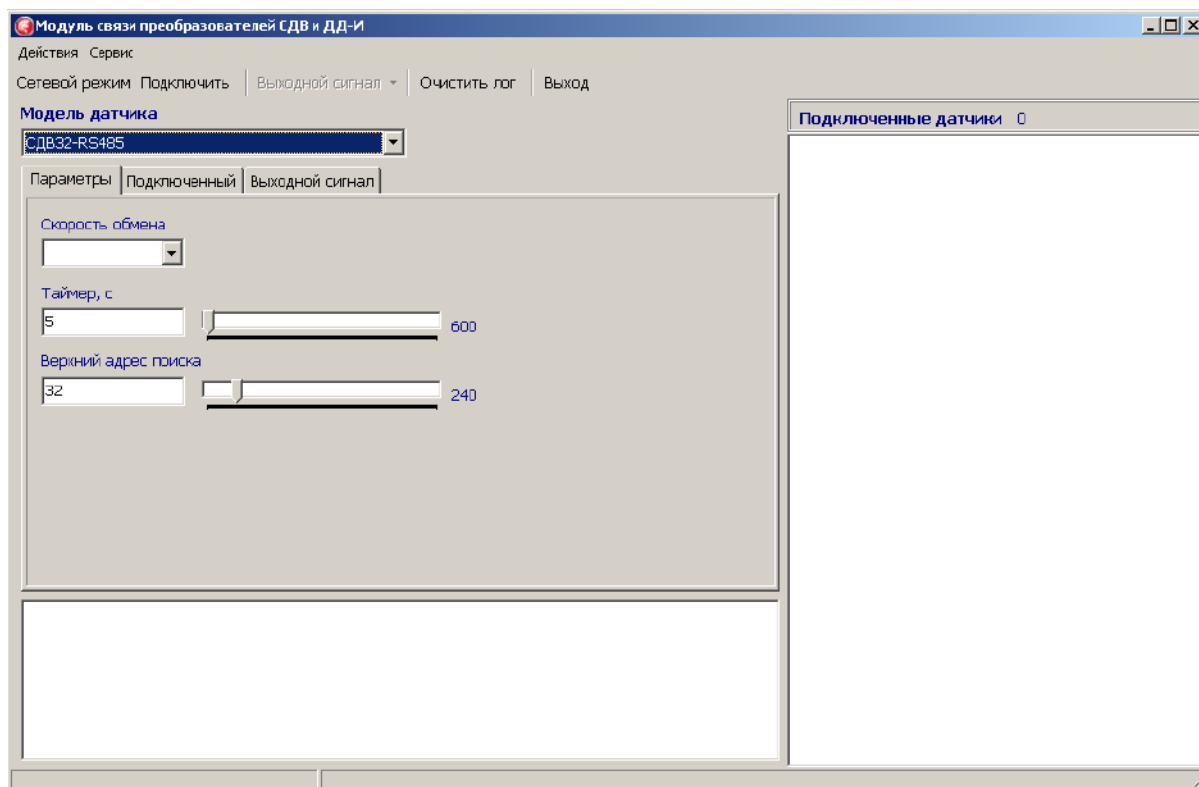 Модуль связи преобразователей СДВ и ДД-И
Действия Сервис
Сетевой режим Подключить Выходной сигнал Очистить лог Выход
Модель датчика
СДВ32-RS485
Параметры Подключенный Выходной сигнал
Скорость обмена
Таймер, с
5 600
Верхний адрес поиска
32 240
Подключенные датчики 0